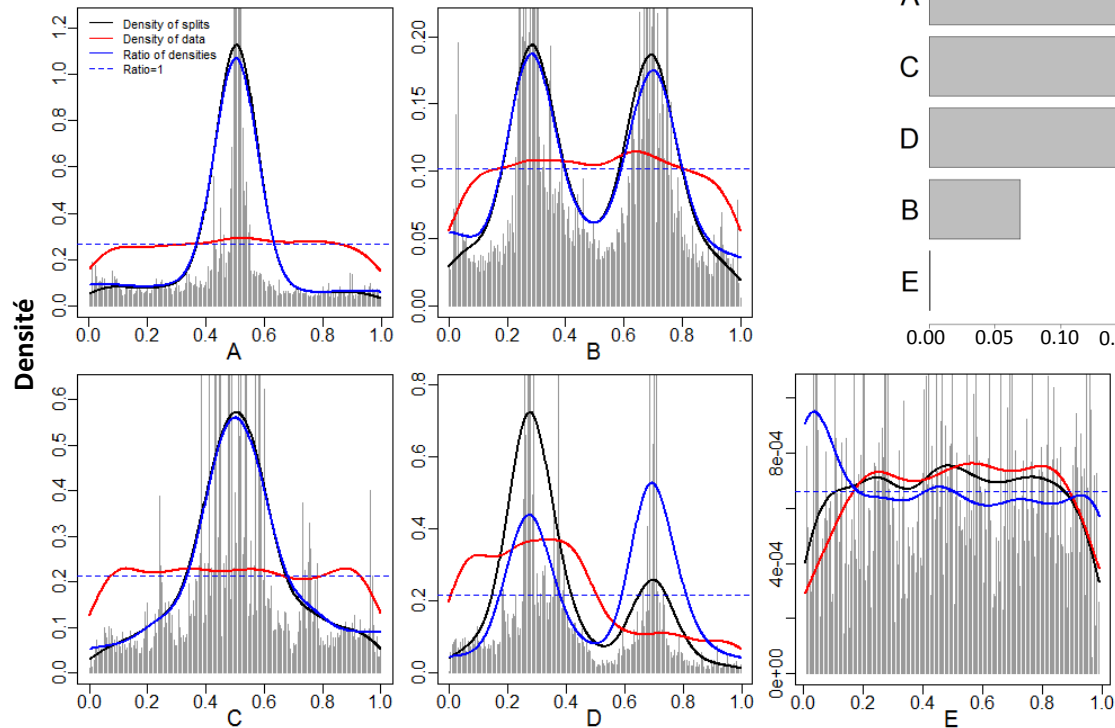 Densité
0.0 0.2 0.4 0.6 0.8 1.0 1.2
Density of splits
Density of data
Ratio of densities
Ratio=1
0.0 0.2 0.4 0.6 0.8 1.0
A
0.00 0.05 0.10 0.15 0.20
0.0 0.2 0.4 0.6 0.8 1.0
B
A
C
D
B
E
0.00 0.05 0.10 0.
0.0 0.1 0.2 0.3 0.4 0.5 0.6
0.0 0.2 0.4 0.6 0.8 1.0
C
0.0 0.2 0.4 0.6 0.8
0.0 0.2 0.4 0.6 0.8 1.0
D
0e+00 4e-04 8e-04
0.0 0.2 0.4 0.6 0.8 1.0
E